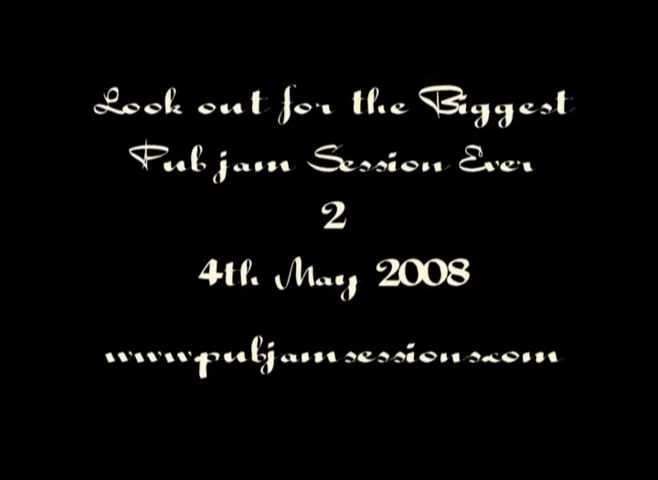 Look out for the Biggest
Pub jam Session Ever
2
4th May 2008
www.pubjamsessions.com